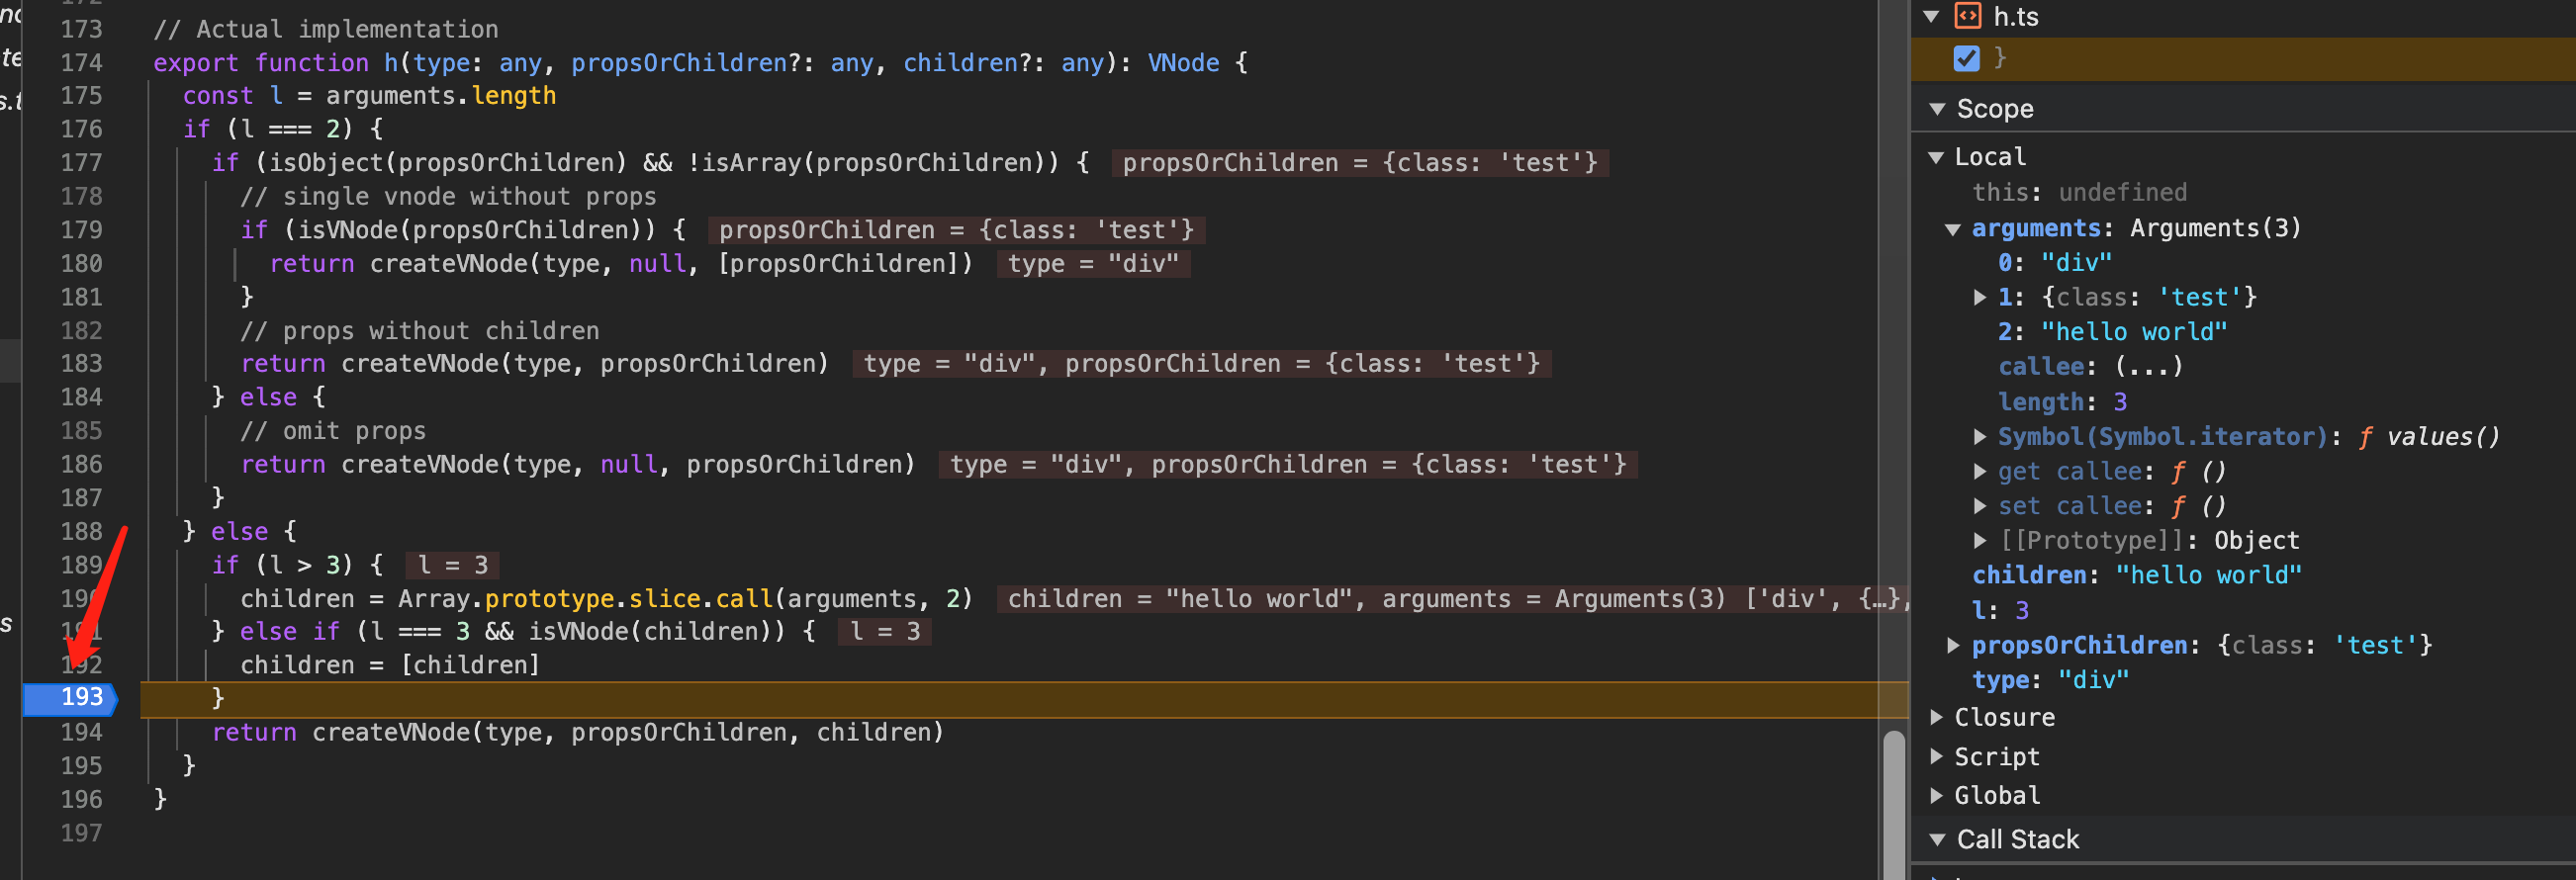 172
173 // Actual implementation
174 export function h(type: any, propsOrChildren?: any, children?: any): VNode {
175 const l = arguments.length
176 if (l === 2) {
177 if (isObject(propsOrChildren) && !isArray(propsOrChildren)) { propsOrChildren = {class: 'test'}
178 // single vnode without props
179 if (isVNode(propsOrChildren)) { propsOrChildren = {class: 'test'}
180 return createVNode(type, null, [propsOrChildren]) type = "div"
181 }
182 // props without children
183 return createVNode(type, propsOrChildren) type = "div", propsOrChildren = {class: 'test'}
184 } else {
185 // omit props
186 return createVNode(type, null, propsOrChildren) type = "div", propsOrChildren = {class: 'test'}
187 }
188 } else {
189 if (l > 3) { l = 3
190 children = Array.prototype.slice.call(arguments, 2) children = "hello world", arguments = Arguments(3) ['div', {…},
191 } else if (l === 3 && isVNode(children)) { l = 3
192 children = [children]
193 }
194 return createVNode(type, propsOrChildren, children)
195 }
196 }
197
h.ts
}
Scope
Local
this: undefined
arguments: Arguments(3)
0: "div"
1: {class: 'test'}
2: "hello world"
callee: (...)
length: 3
Symbol(Symbol.iterator): ƒ values()
get callee: ƒ ()
set callee: ƒ ()
[[Prototype]]: Object
children: "hello world"
l: 3
propsOrChildren: {class: 'test'}
type: "div"
Closure
Script
Global
Call Stack